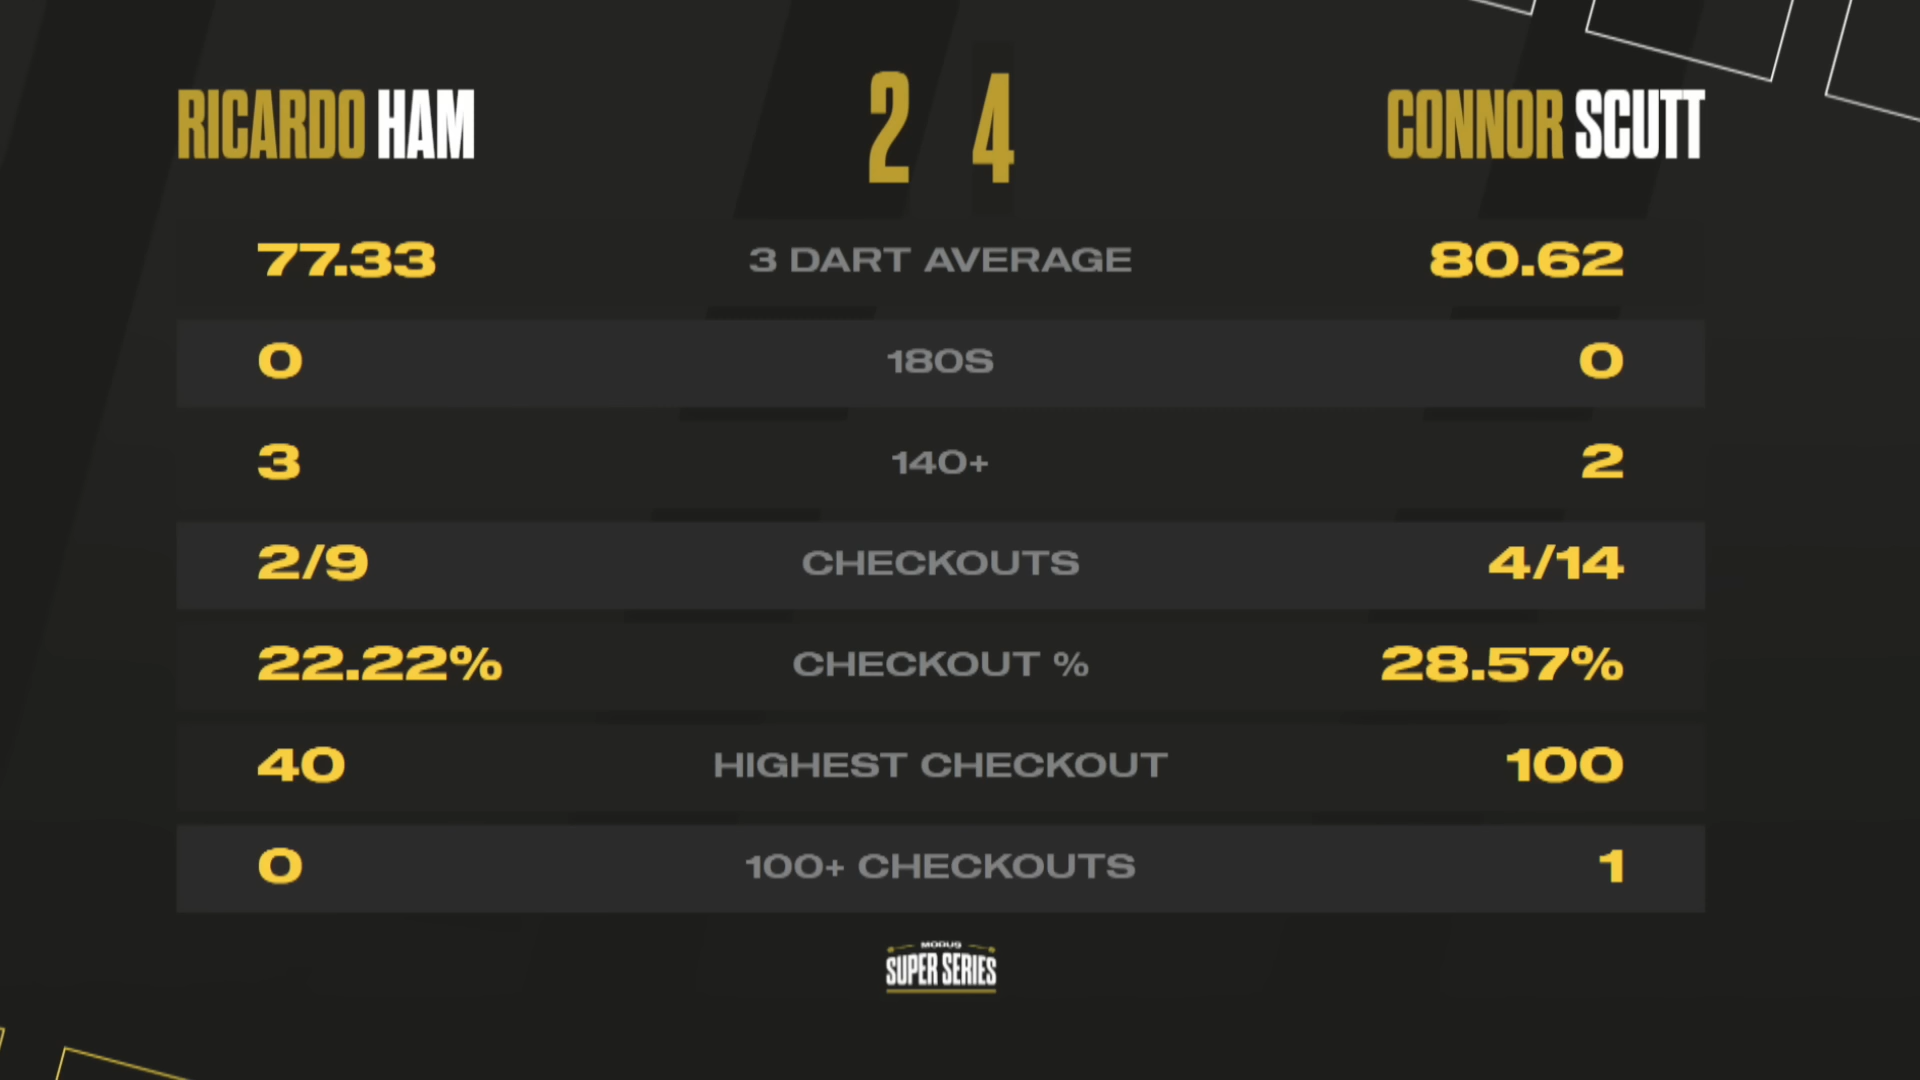 RICARDO HAM 2 4 CONNOR SCUTT
77.33 3 DART AVERAGE 80.62
0 180S 0
3 140+ 2
2/9 CHECKOUTS 4/14
22.22% CHECKOUT % 28.57%
40 HIGHEST CHECKOUT 100
0 100+ CHECKOUTS 1
MODUS
SUPER SERIES